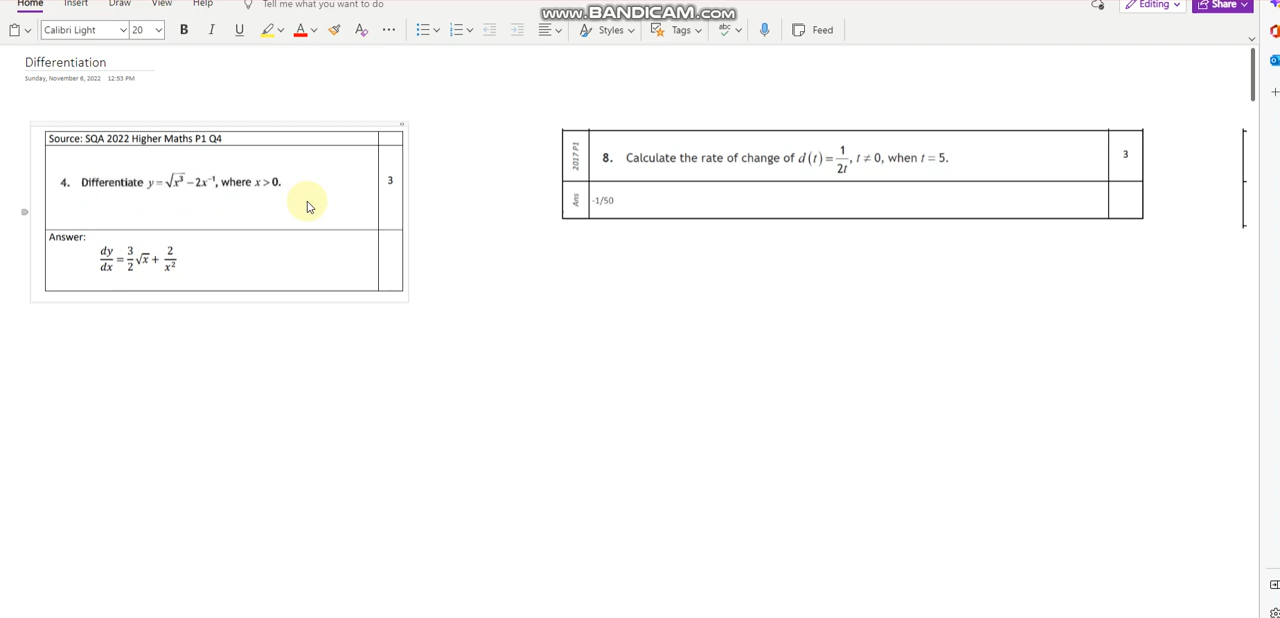 www.BANDICAM.com
Home Insert Draw View Help Tell me what you want to do Editing Share
Calibri Light 20 B I U A Styles Tags Feed
Differentiation
Sunday, November 6, 2022 12:53 PM
Source: SQA 2022 Higher Maths P1 Q4
4. Differentiate y = √x³ − 2x⁻¹, where x > 0.
3
Answer:
dy/dx = 3/2 √x + 2/x²
2017 P1
8. Calculate the rate of change of d(t) = 1/2t, t ≠ 0, when t = 5.
3
Ans
-1/50